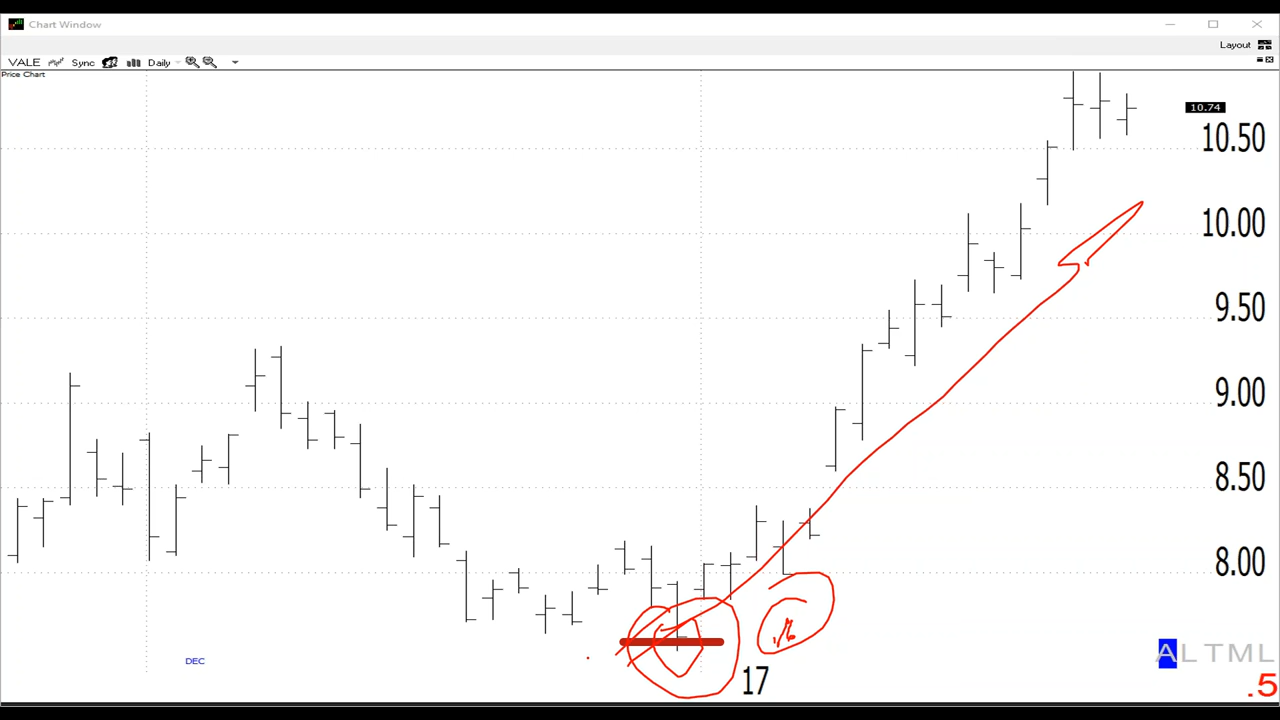 Chart Window
Layout
VALE Sync Daily
Price Chart
10.74
10.50
10.00
9.50
9.00
8.50
8.00
DEC
17
ALTML
.5